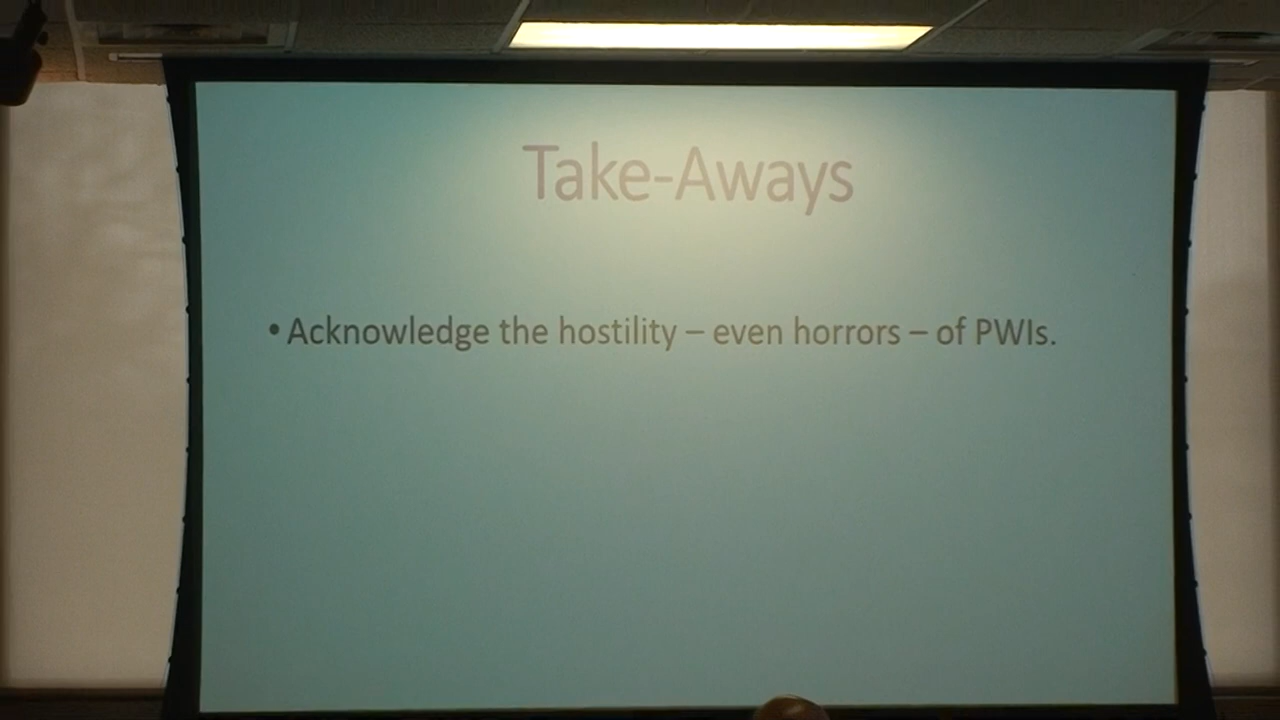 Take-Aways
• Acknowledge the hostility – even horrors – of PWIs.